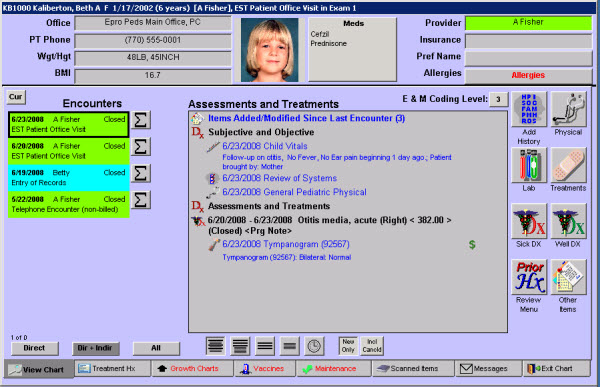 KB1000 Kaliberton, Beth A F 1/17/2002 (6 years) [A Fisher], EST Patient Office Visit in Exam 1
Office Epro Peds Main Office, PC
PT Phone (770) 555-0001
Wgt/Hgt 48LB, 45INCH
BMI 16.7
Meds
Cefzil
Prednisone
Provider A Fisher
Insurance
Pref Name
Allergies Allergies
Cur
Encounters
6/23/2008 A Fisher Closed
EST Patient Office Visit
6/20/2008 A Fisher Closed
EST Patient Office Visit
6/19/2008 Betty Closed
Entry of Records
5/22/2008 A Fisher Closed
Telephone Encounter (non-billed)
Σ
Σ
Σ
Σ
1 of 0
Direct
Dir + Indir
All
Assessments and Treatments
E & M Coding Level: 3
Items Added/Modified Since Last Encounter (3)
Dx Subjective and Objective
6/23/2008 Child Vitals
Follow-up on otitis, No Fever, No Ear pain beginning 1 day ago.; Patient
brought by: Mother
6/23/2008 Review of Systems
6/23/2008 General Pediatric Physical
Dx Assessments and Treatments
6/20/2008 - 6/23/2008 Otitis media, acute (Right) < 382.00 >
(Closed) <Prg Note>
6/23/2008 Tympanogram (92567) $
Tympanogram (92567): Bilateral: Normal
New
Only
Incl
Cancld
HPI
SOC
FAM
PMH
ROS
Add
History
Physical
Lab
Treatments
Dx
Sick DX
Dx
Well DX
Prior
Hx
Review
Menu
Other
Items
View Chart
Treatment Hx
Growth Charts
Vaccines
Maintenance
Scanned Items
Messages
Exit Chart